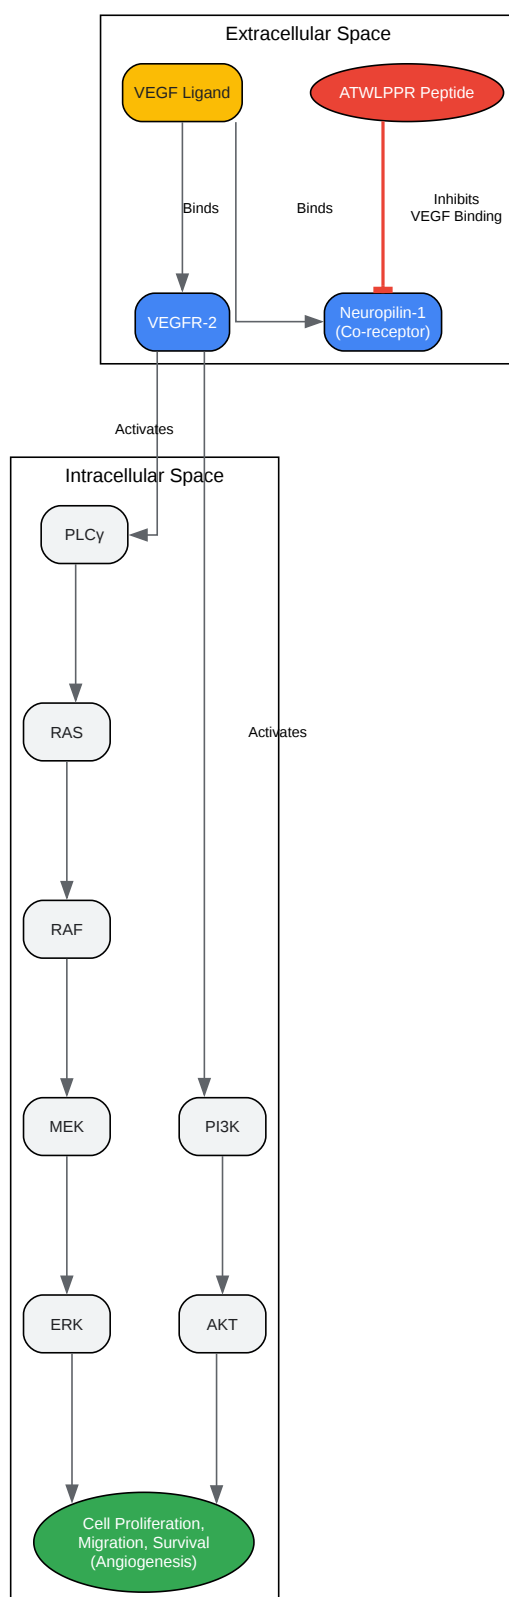 Extracellular Space
VEGF Ligand
ATWLPPR Peptide
Binds
Binds
Inhibits
VEGF Binding
VEGFR-2
Neuropilin-1
(Co-receptor)
Activates
Intracellular Space
PLCγ
RAS
Activates
RAF
MEK
PI3K
ERK
AKT
Cell Proliferation,
Migration, Survival
(Angiogenesis)